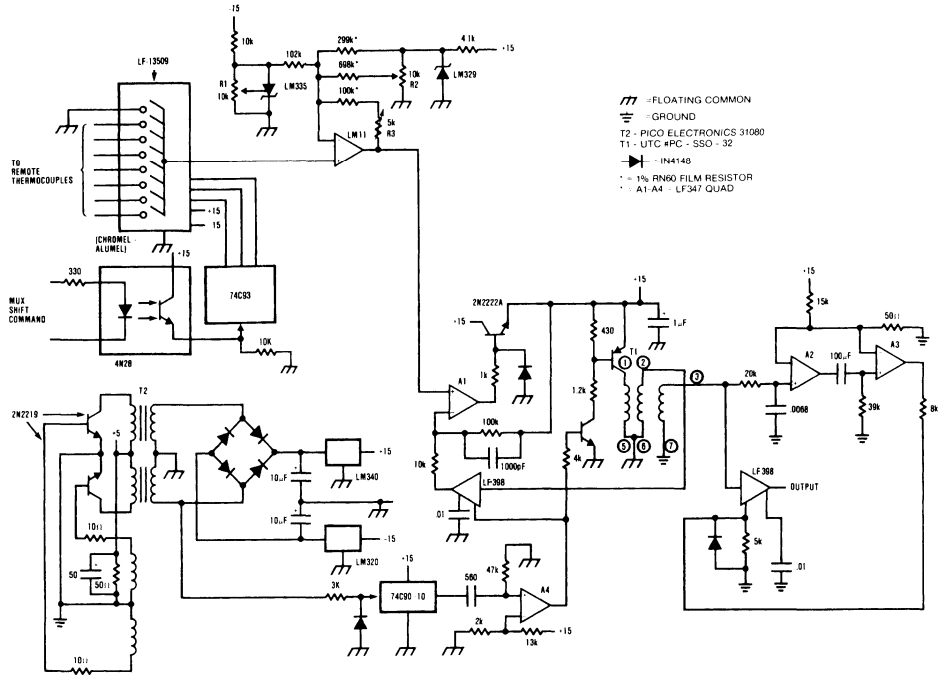 -15
10k
299k*
4.1k
+15
LF-13509
102k
698k*
10k
R2
LM329
R1
10k
LM335
100k*
5k
R3
LM11
TO
REMOTE
THERMOCOUPLES
+15
15
(CHROMEL -
ALUMEL)
+15
= FLOATING COMMON
= GROUND
T2 - PICO ELECTRONICS 31080
T1 - UTC #PC - SSO - 32
- IN4148
* = 1% RN60 FILM RESISTOR
* = A1-A4 - LF347 QUAD
330
MUX
SHIFT
COMMAND
74C93
10K
4N28
2N2222A
+15
+15
430
1µF
T1
1
2
3
5
6
7
1k
A1
1.2k
100k
1000pF
4k
10k
LF-398
.01
+15
15k
50Ω
A2
100µF
A3
20k
.0068
39k
8k
LF398
OUTPUT
5k
.01
2N2219
T2
+5
10µF
+15
LM340
10µF
-15
LM320
10Ω
50
50Ω
10Ω
3K
+15
74C90 ÷10
560
47k
A4
2k
13k
+15